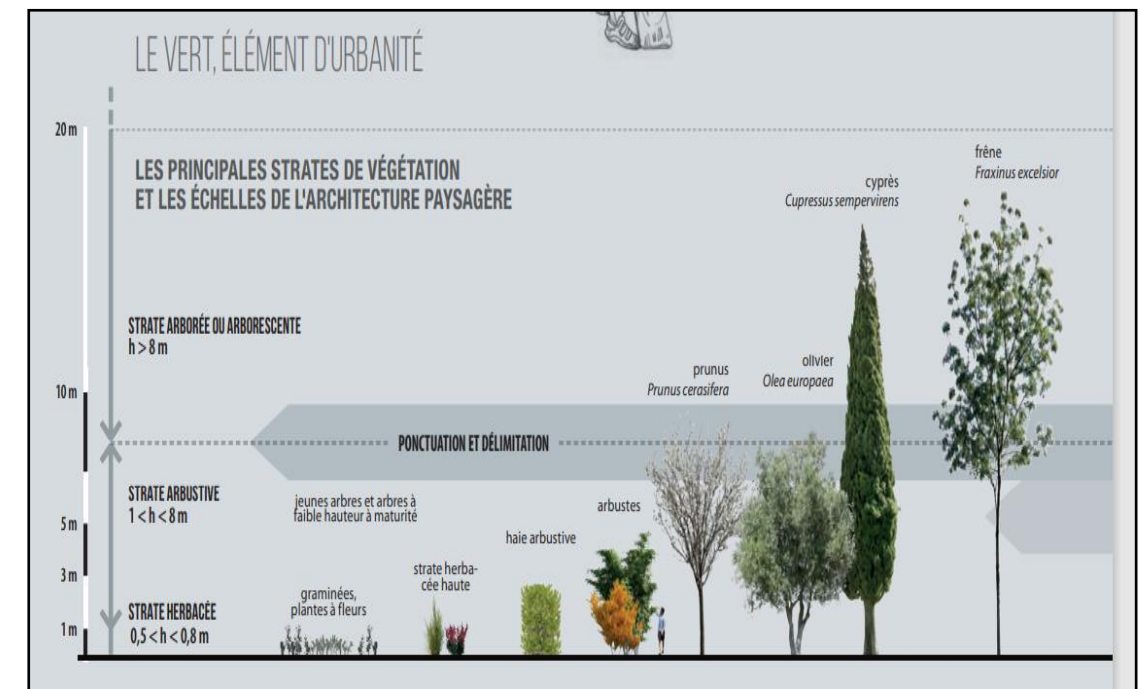 LE VERT, ÉLÉMENT D'URBANITÉ
20 m
LES PRINCIPALES STRATES DE VÉGÉTATION
ET LES ÉCHELLES DE L'ARCHITECTURE PAYSAGÈRE
frêne
Fraxinus excelsior
cyprès
Cupressus sempervirens
STRATE ARBORÉE OU ARBORESCENTE
h > 8 m
prunus
Prunus cerasifera
olivier
Olea europaea
10 m
PONCTUATION ET DÉLIMITATION
STRATE ARBUSTIVE
1 < h < 8 m
jeunes arbres et arbres à
faible hauteur à maturité
arbustes
5 m
haie arbustive
3 m
strate herba-
cée haute
graminées,
plantes à fleurs
STRATE HERBACÉE
0,5 < h < 0,8 m
1 m